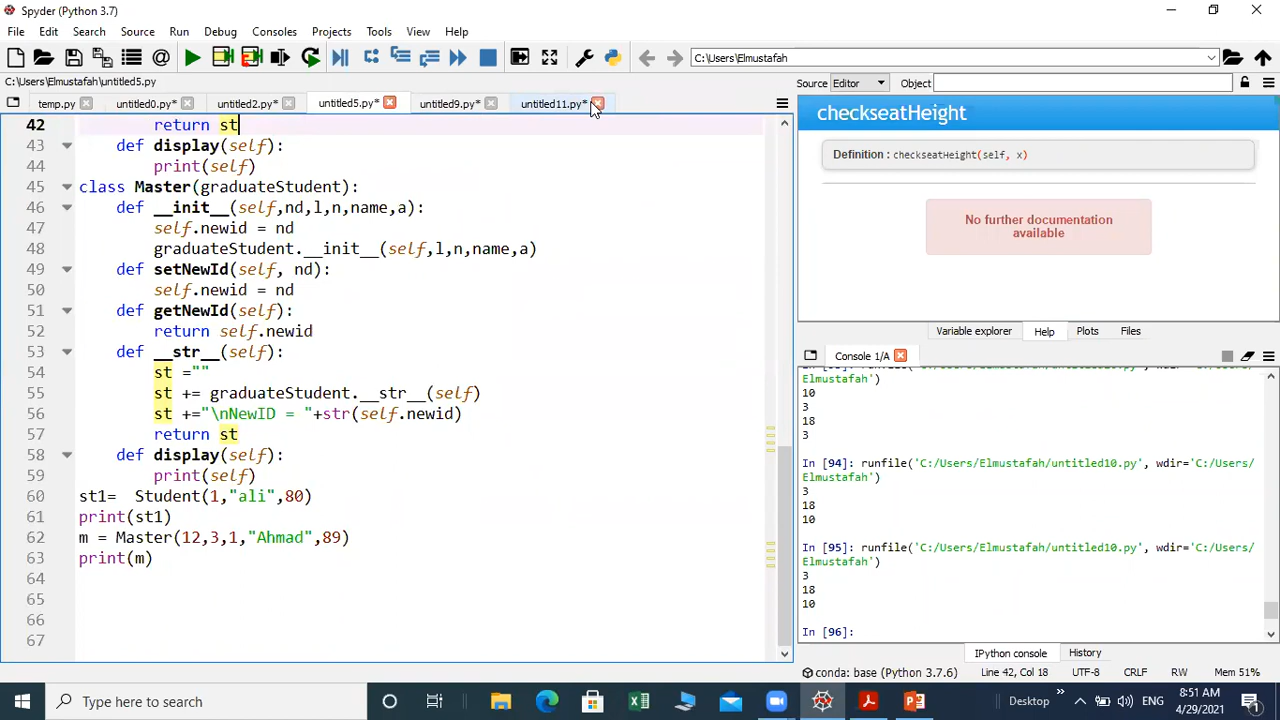 Spyder (Python 3.7)
File Edit Search Source Run Debug Consoles Projects Tools View Help
C:\Users\Elmustafah
C:\Users\Elmustafah\untitled5.py
temp.py untitled0.py* untitled2.py* untitled5.py* untitled9.py* untitled11.py*
42 return st
43 def display(self):
44 print(self)
45 class Master(graduateStudent):
46 def __init__(self,nd,l,n,name,a):
47 self.newid = nd
48 graduateStudent.__init__(self,l,n,name,a)
49 def setNewId(self, nd):
50 self.newid = nd
51 def getNewId(self):
52 return self.newid
53 def __str__(self):
54 st =""
55 st += graduateStudent.__str__(self)
56 st +="\nNewID = "+str(self.newid)
57 return st
58 def display(self):
59 print(self)
60 st1=  Student(1,"ali",80)
61 print(st1)
62 m = Master(12,3,1,"Ahmad",89)
63 print(m)
64
65
66
67
Source Editor Object
checkseatHeight
Definition : checkseatHeight(self, x)
No further documentation
available
Variable explorer Help Plots Files
Console 1/A
Elmustafah')
10
3
18
3
In [94]: runfile('C:/Users/Elmustafah/untitled10.py', wdir='C:/Users/
Elmustafah')
3
18
10
In [95]: runfile('C:/Users/Elmustafah/untitled10.py', wdir='C:/Users/
Elmustafah')
3
18
10
In [96]:
IPython console History
conda: base (Python 3.7.6) Line 42, Col 18 UTF-8 CRLF RW Mem 51%
Type here to search
Desktop
8:51 AM
4/29/2021